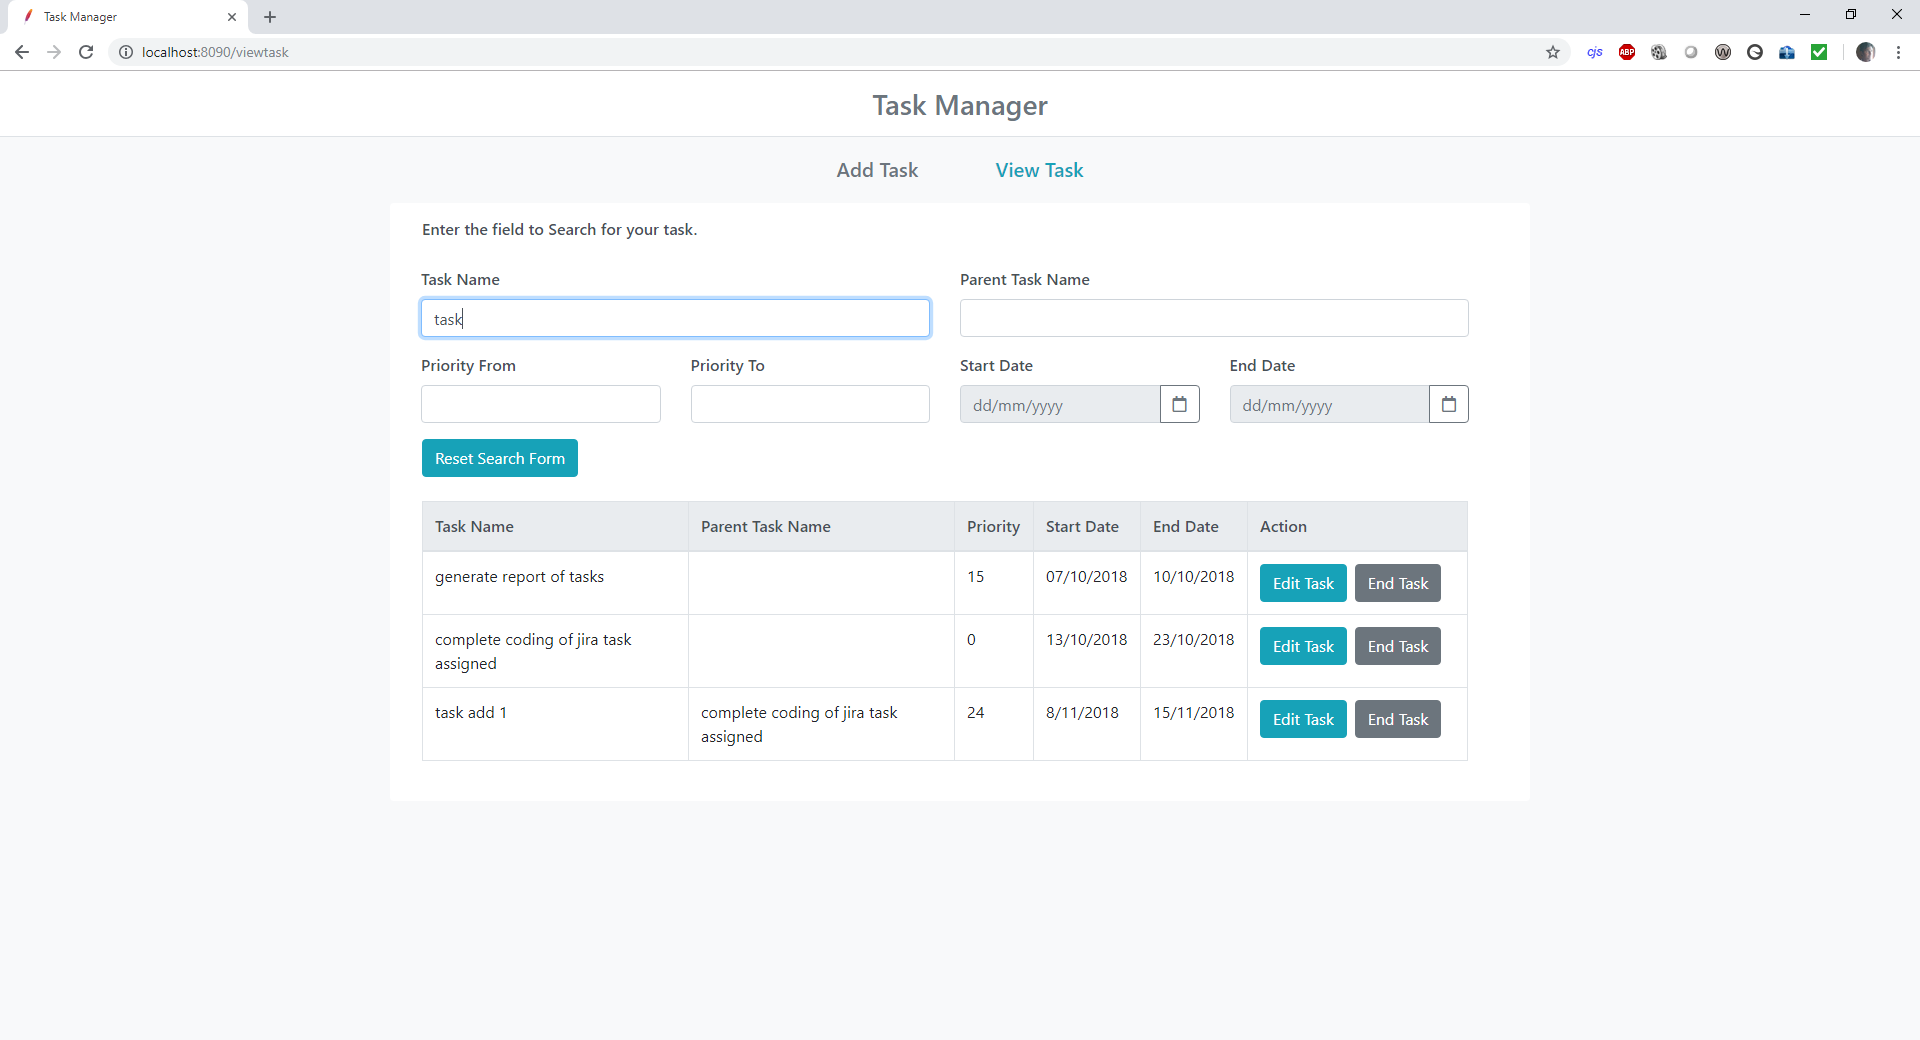 Task Manager
localhost:8090/viewtask
cjs
ABP
Task Manager
Add Task View Task
Enter the field to Search for your task.
Task Name Parent Task Name
task
Priority From Priority To Start Date End Date
dd/mm/yyyy dd/mm/yyyy
Reset Search Form
Task Name Parent Task Name Priority Start Date End Date Action
generate report of tasks 15 07/10/2018 10/10/2018 Edit Task End Task
complete coding of jira task 0 13/10/2018 23/10/2018 Edit Task End Task
assigned
task add 1 complete coding of jira task 24 8/11/2018 15/11/2018 Edit Task End Task
assigned